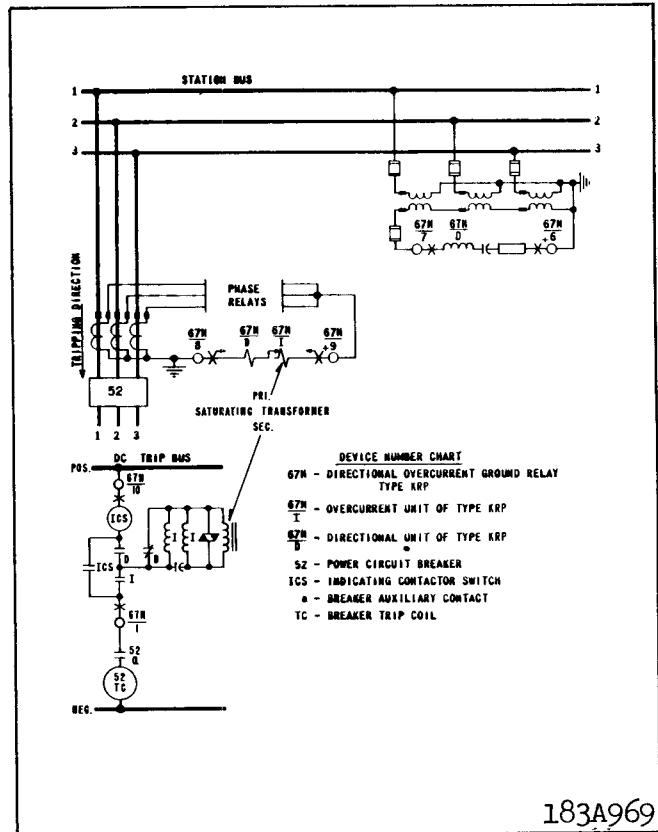 STATION BUS
1 1
2 2
3 3
67N 67N 67N
7 D +6
TRIPPING DIRECTION
PHASE
RELAYS
67N 67N 67N
8 D I +9
52
PRI.
SATURATING TRANSFORMER
SEC.
1 2 3
DC TRIP BUS
POS.
67N
10
ICS
ICS D I I
I
67N
1
52
a
52
TC
NEG.
DEVICE NUMBER CHART
67N - DIRECTIONAL OVERCURRENT GROUND RELAY
TYPE KRP
67N
I - OVERCURRENT UNIT OF TYPE KRP
67N
D - DIRECTIONAL UNIT OF TYPE KRP
52 - POWER CIRCUIT BREAKER
ICS - INDICATING CONTACTOR SWITCH
a - BREAKER AUXILIARY CONTACT
TC - BREAKER TRIP COIL
183A969